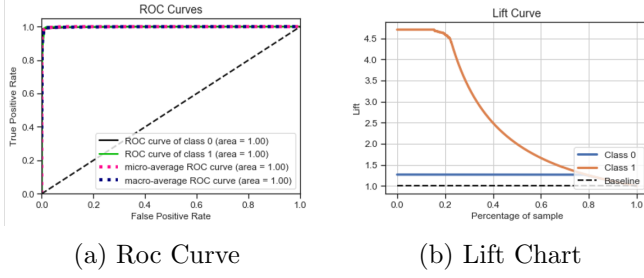 ROC Curves
1.0
0.8
0.6
0.4
0.2
0.0
True Positive Rate
ROC curve of class 0 (area = 1.00)
ROC curve of class 1 (area = 1.00)
micro-average ROC curve (area = 1.00)
macro-average ROC curve (area = 1.00)
0.0 0.2 0.4 0.6 0.8 1.0
False Positive Rate
(a) Roc Curve
Lift Curve
4.5
4.0
3.5
3.0
2.5
2.0
1.5
1.0
Lift
Class 0
Class 1
Baseline
0.0 0.2 0.4 0.6 0.8 1.0
Percentage of sample
(b) Lift Chart